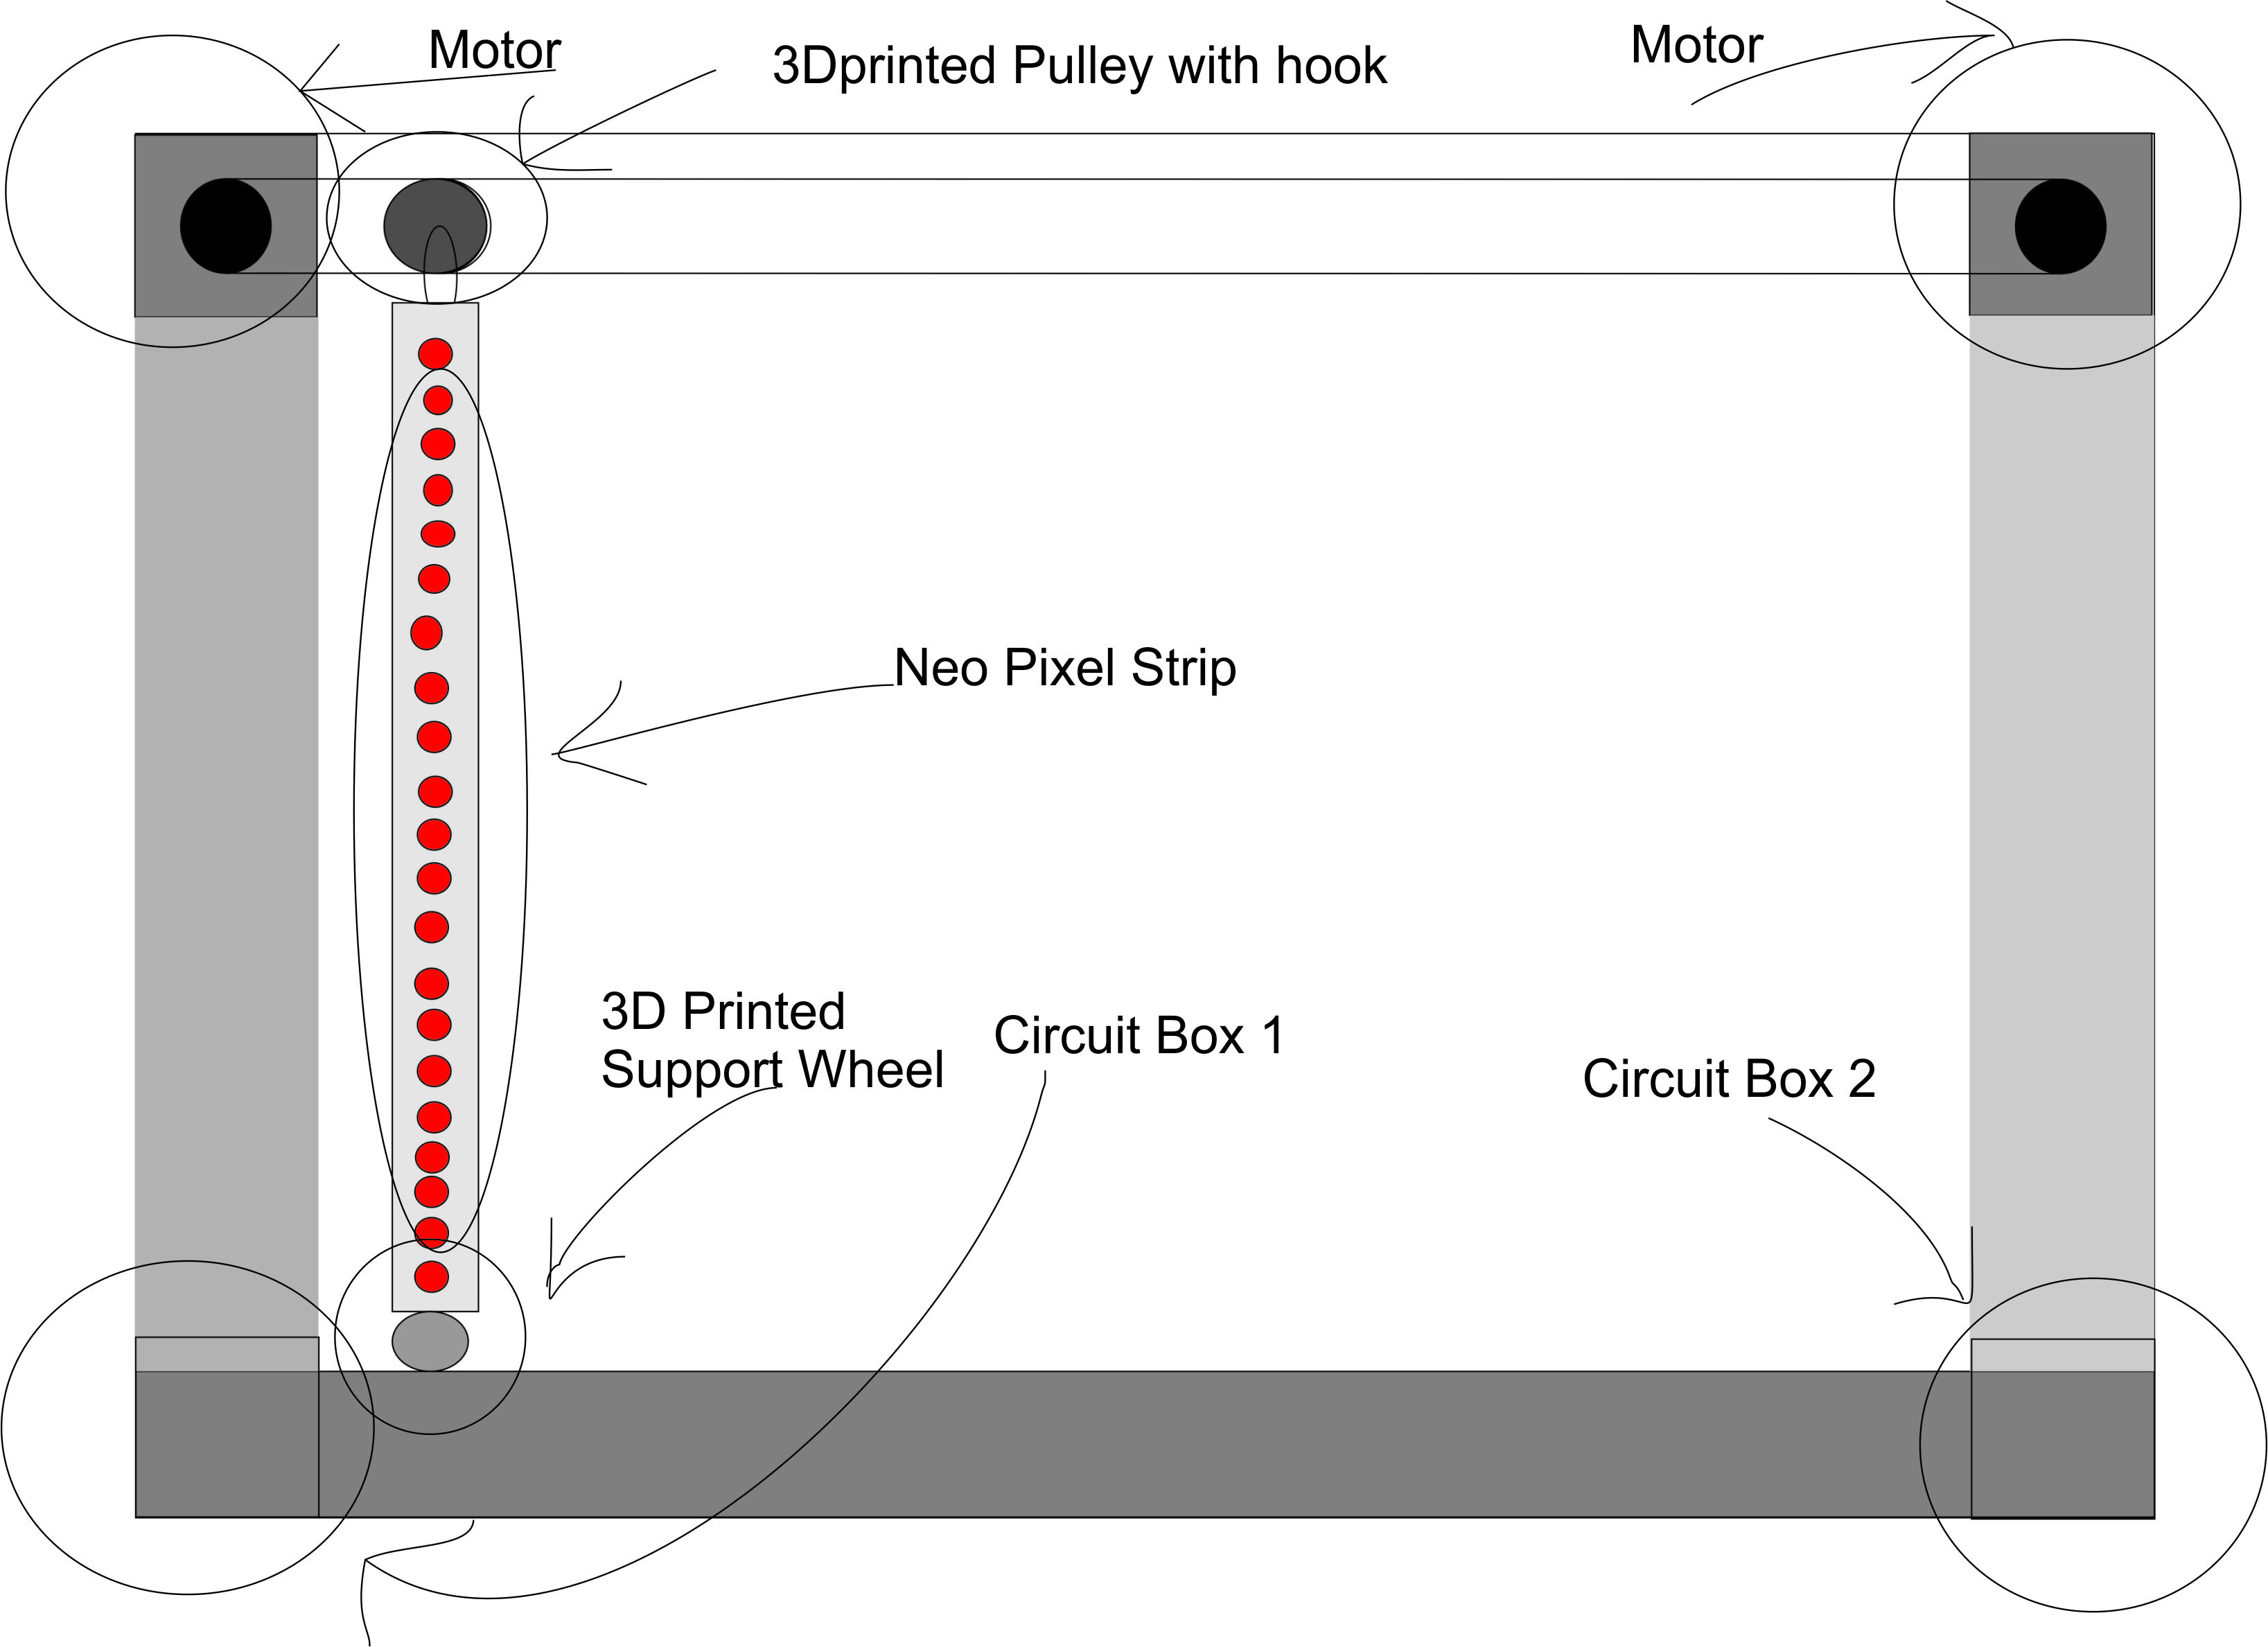 Motor
3Dprinted Pulley with hook
Motor
Neo Pixel Strip
3D Printed
Support Wheel
Circuit Box 1
Circuit Box 2